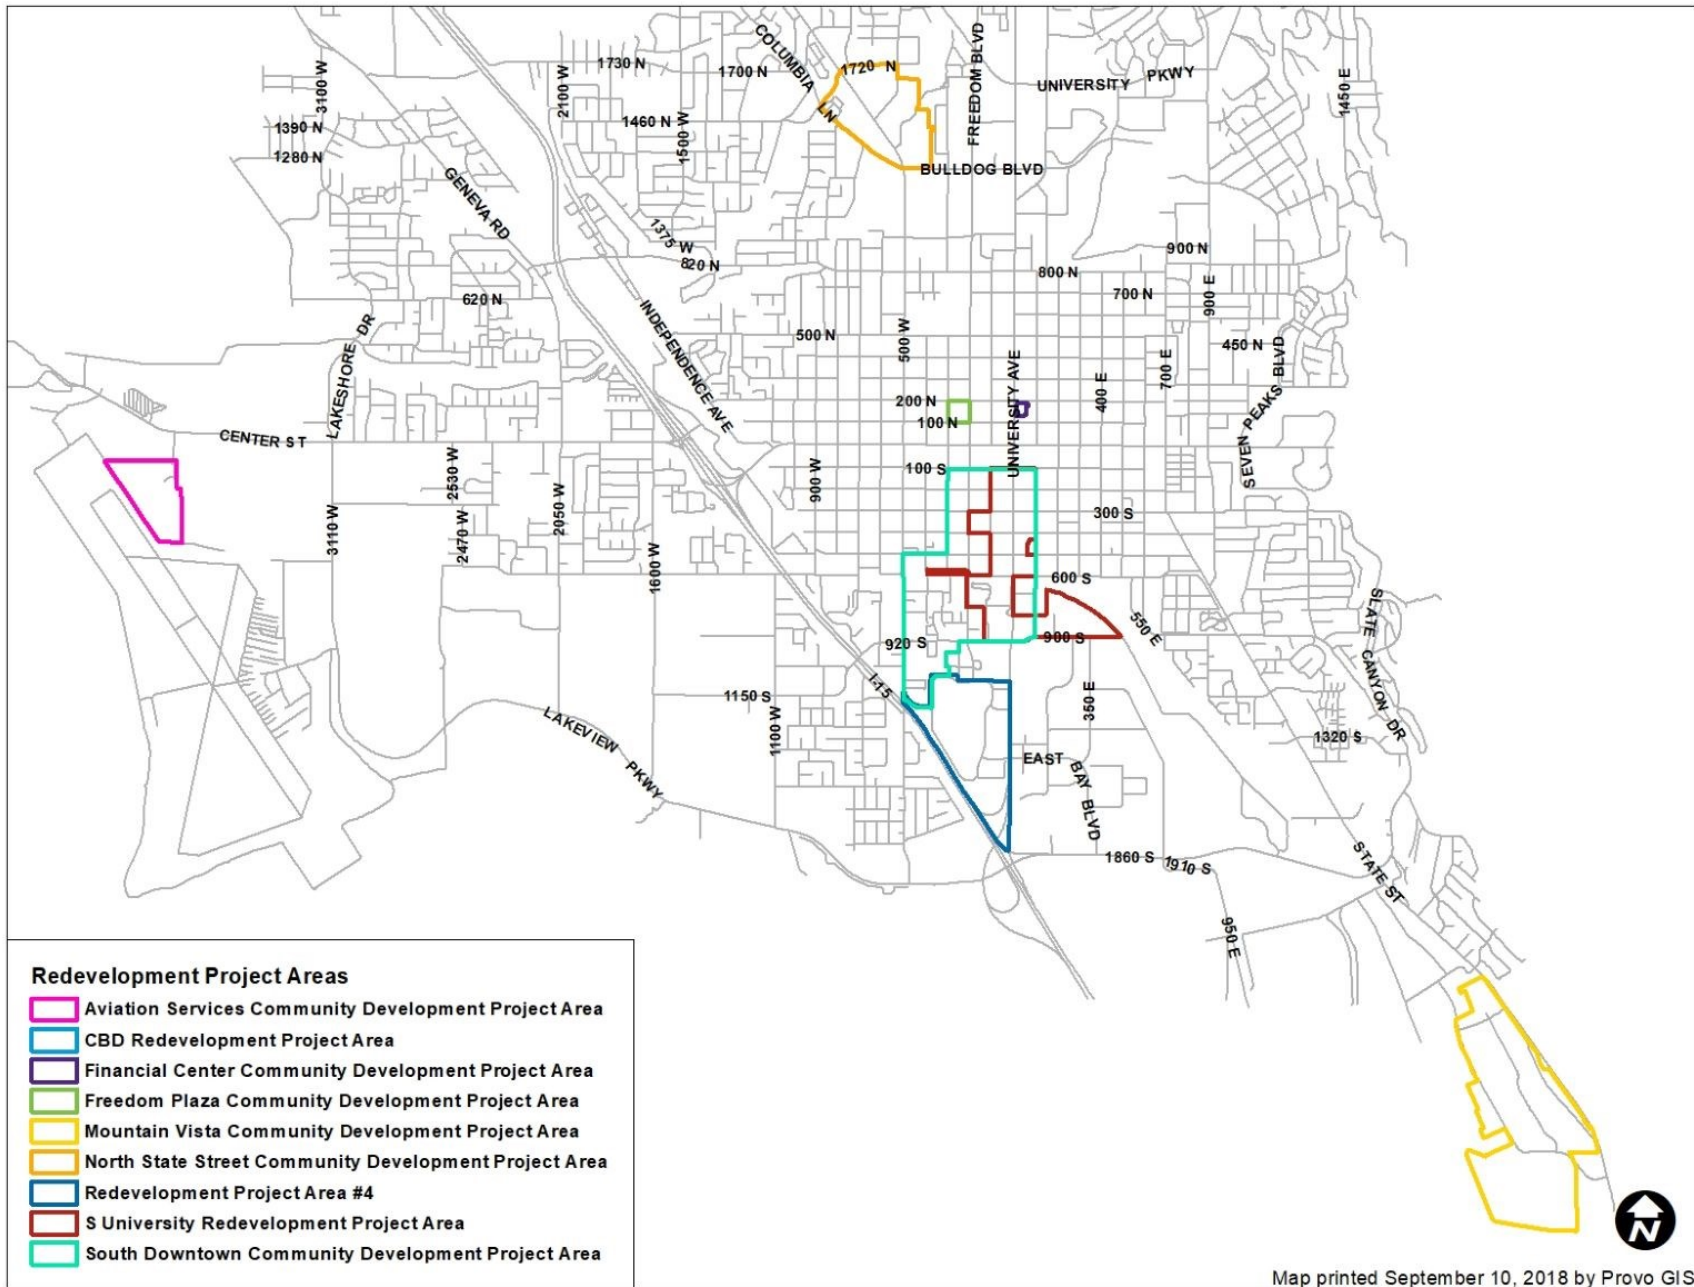 COLUMBIA LN
FREEDOM BLVD
1730 N
1700 N
1720 N
UNIVERSITY PKWY
3100 W
2100 W
1450 E
1390 N
1460 N
1500 W
1280 N
BULLDOG BLVD
GENEVA RD
1375 W
820 N
900 N
800 N
620 N
700 N
900 E
INDEPENDENCE AVE
LAKESHORE DR
500 N
500 W
450 N
UNIVERSITY AVE
700 E
400 E
SEVEN PEAKS BLVD
200 N
100 N
CENTER ST
100 S
2530 W
900 W
2050 W
300 S
3110 W
2470 W
1600 W
600 S
SLATE CANYON DR
550 E
900 S
920 S
I-15
1150 S
350 E
1100 W
LAKEVIEW PKWY
1320 S
EAST BAY BLVD
1860 S
1910 S
STATE ST
950 E
Redevelopment Project Areas
Aviation Services Community Development Project Area
CBD Redevelopment Project Area
Financial Center Community Development Project Area
Freedom Plaza Community Development Project Area
Mountain Vista Community Development Project Area
North State Street Community Development Project Area
Redevelopment Project Area #4
S University Redevelopment Project Area
South Downtown Community Development Project Area
N
Map printed September 10, 2018 by Provo GIS